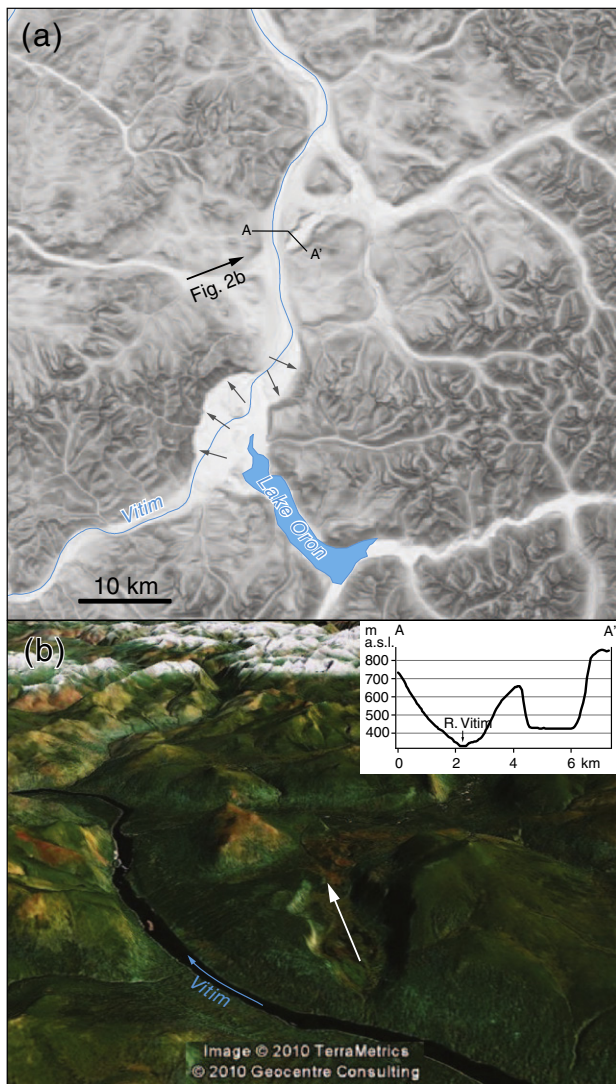 (a)
A
A'
Fig. 2b
Vitim
Lake Oron
10 km
(b)
m
a.s.l.
A
A'
800
700
600
500
400
R. Vitim
0
2
4
6
km
Vitim
Image © 2010 TerraMetrics
© 2010 Geocentre Consulting